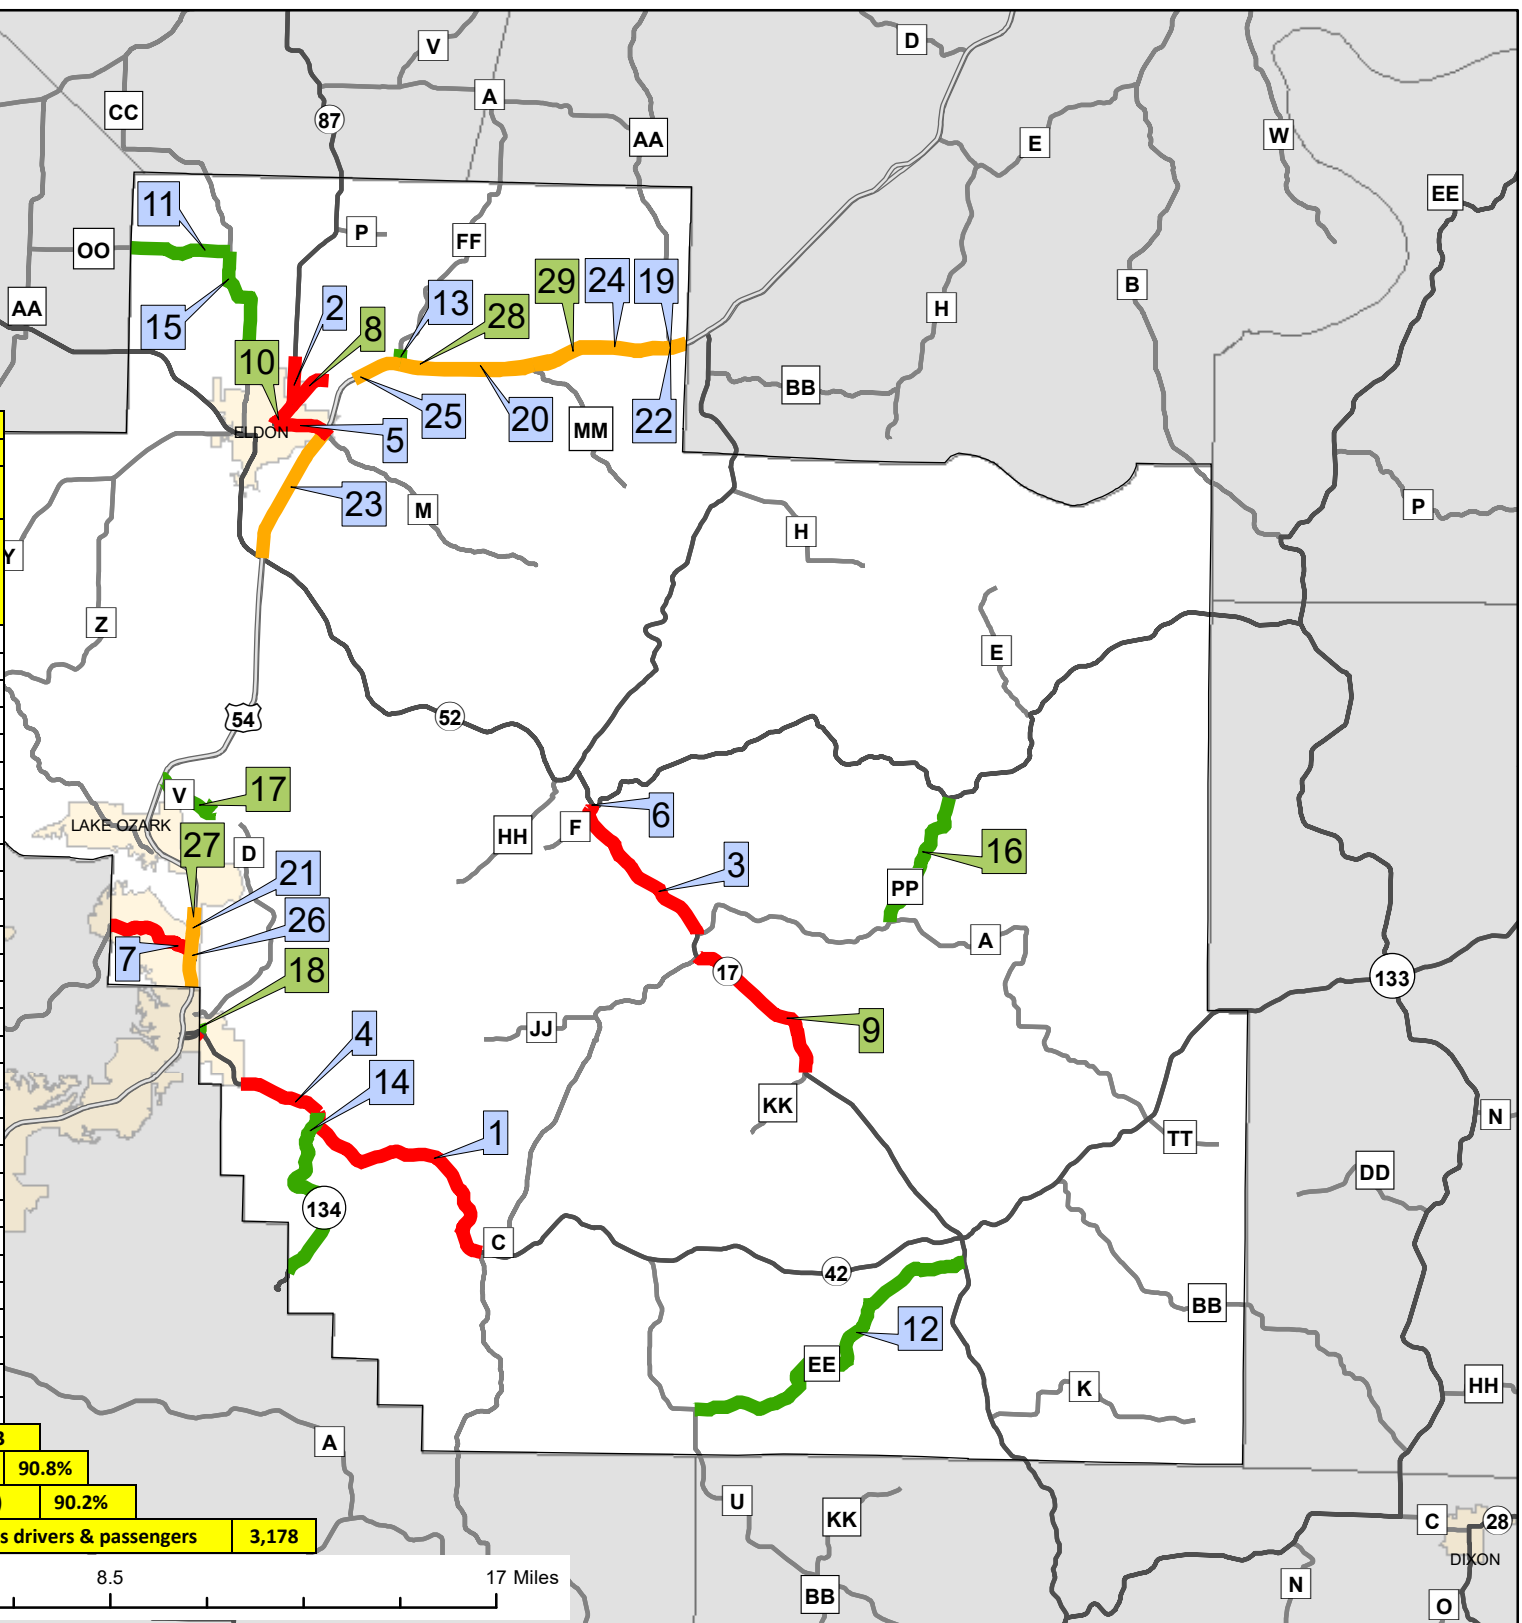 V
D
A
CC
87
AA
E
W
EE
11
P
FF
OO
29
24
19
B
AA
15
2
13
28
H
8
10
BB
25
20
22
MM
ELDON
5
23
M
P
H
Y
Z
E
54
52
V
17
6
LAKE OZARK
F
HH
27
D
16
3
21
PP
26
A
7
18
17
133
4
JJ
9
14
KK
1
N
TT
DD
134
C
42
BB
12
EE
K
HH
A
90.8%
90.2%
U
KK
C
28
s drivers & passengers 3,178
DIXON
8.5
17 Miles
N
BB
O